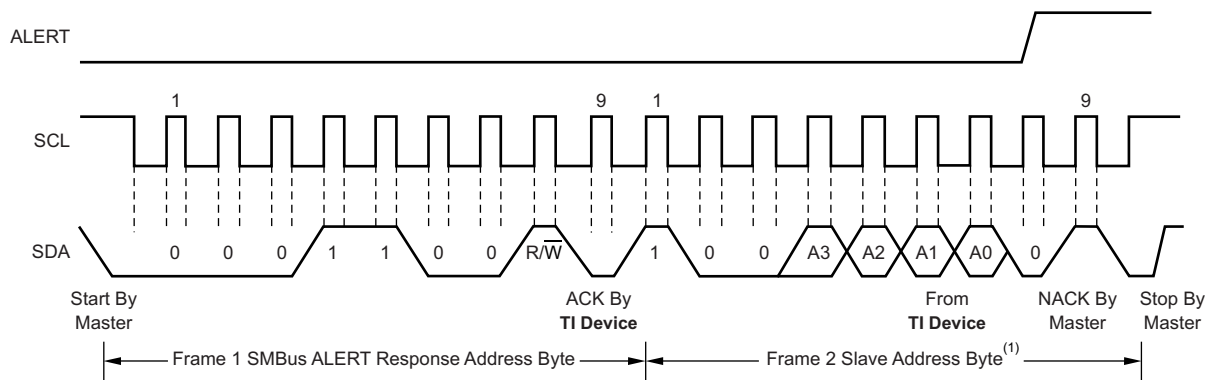 ALERT
1 9 1 9
SCL
SDA
0 0 0 1 1 0 0 R/W̅ 1 0 0 A3 A2 A1 A0 0
Start By
Master
ACK By
TI Device
From
TI Device
NACK By
Master
Stop By
Master
Frame 1 SMBus ALERT Response Address Byte
Frame 2 Slave Address Byte(1)